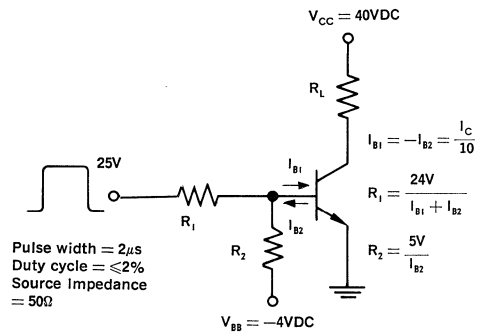 V_CC = 40VDC
R_L
I_B1 = −I_B2 = I_C / 10
25V
I_B1
R_1 = 24V / I_B1 + I_B2
R_1
I_B2
R_2
R_2 = 5V / I_B2
Pulse width = 2μs
Duty cycle = ⩽2%
Source Impedance
= 50Ω
V_BB = −4VDC